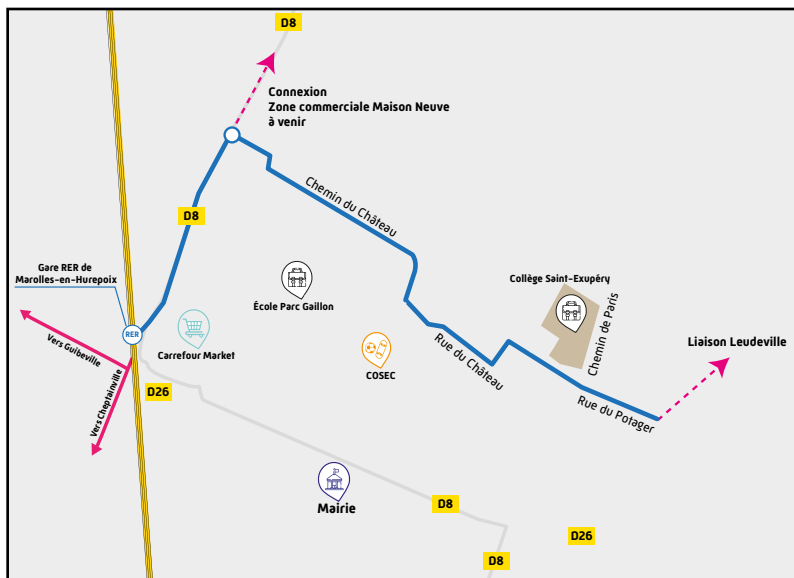 D8
Connexion
Zone commerciale Maison Neuve
à venir
Chemin du Château
D8
Gare RER de
Marolles-en-Hurepoix
École Parc Gaillon
Collège Saint-Exupéry
Chemin de Paris
RER
Carrefour Market
COSEC
Rue du Château
Liaison Leudeville
Vers Guibeville
Vers Cheptainville
D26
Rue du Potager
Mairie
D8
D26
D8